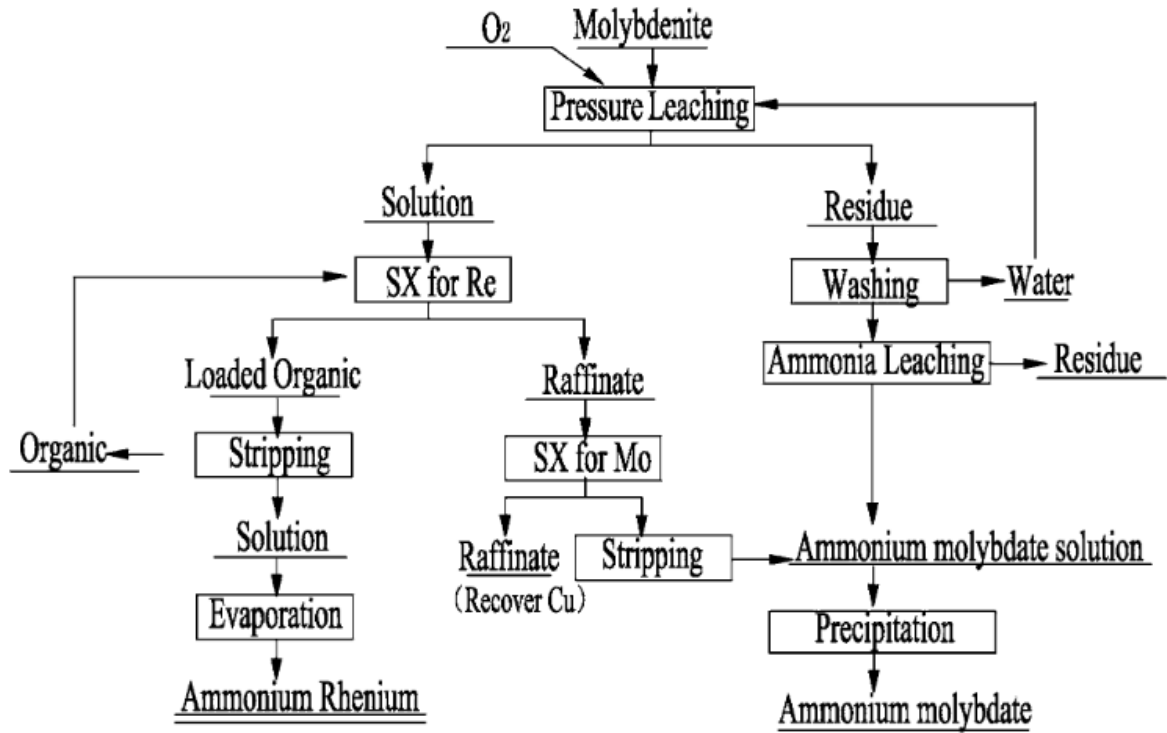 O2
Molybdenite
Pressure Leaching
Solution
Residue
SX for Re
Washing
Water
Loaded Organic
Raffinate
Ammonia Leaching
Residue
Organic
Stripping
SX for Mo
Solution
Raffinate
(Recover Cu)
Stripping
Ammonium molybdate solution
Evaporation
Precipitation
Ammonium Rhenium
Ammonium molybdate